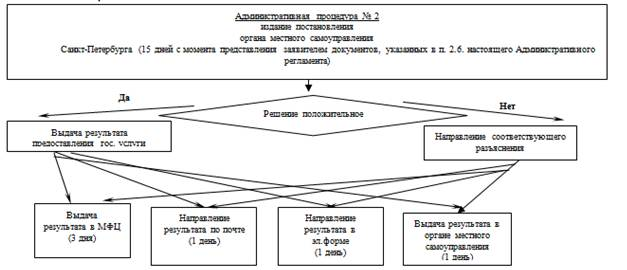 Административная процедура № 2
издание постановления
органа местного самоуправления
Санкт-Петербурга (15 дней с момента представления заявителем документов, указанных в п. 2.6. настоящего Административного
регламента)
Да
Решение положительное
Нет
Выдача результата
предоставления гос. услуги
Направление соответствующего
разъяснения
Выдача
результата в МФЦ
(3 дня)
Направление
результата по почте
(1 день)
Направление
результата в
эл.форме
(1 день)
Выдача результата в
органе местного
самоуправления
(1 день)